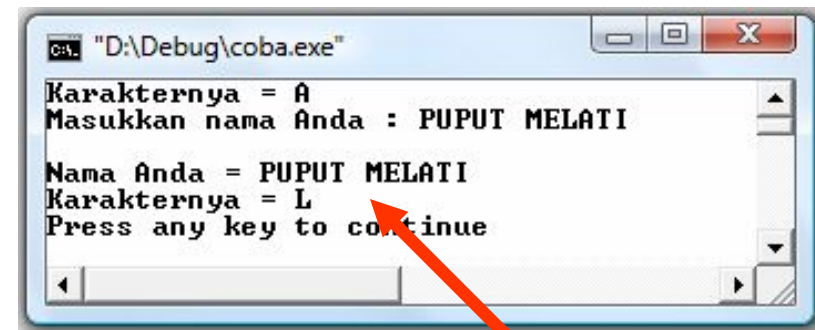 "D:\Debug\coba.exe"
Karakternya = A
Masukkan nama Anda : PUPUT MELATI
Nama Anda = PUPUT MELATI
Karakternya = L
Press any key to continue